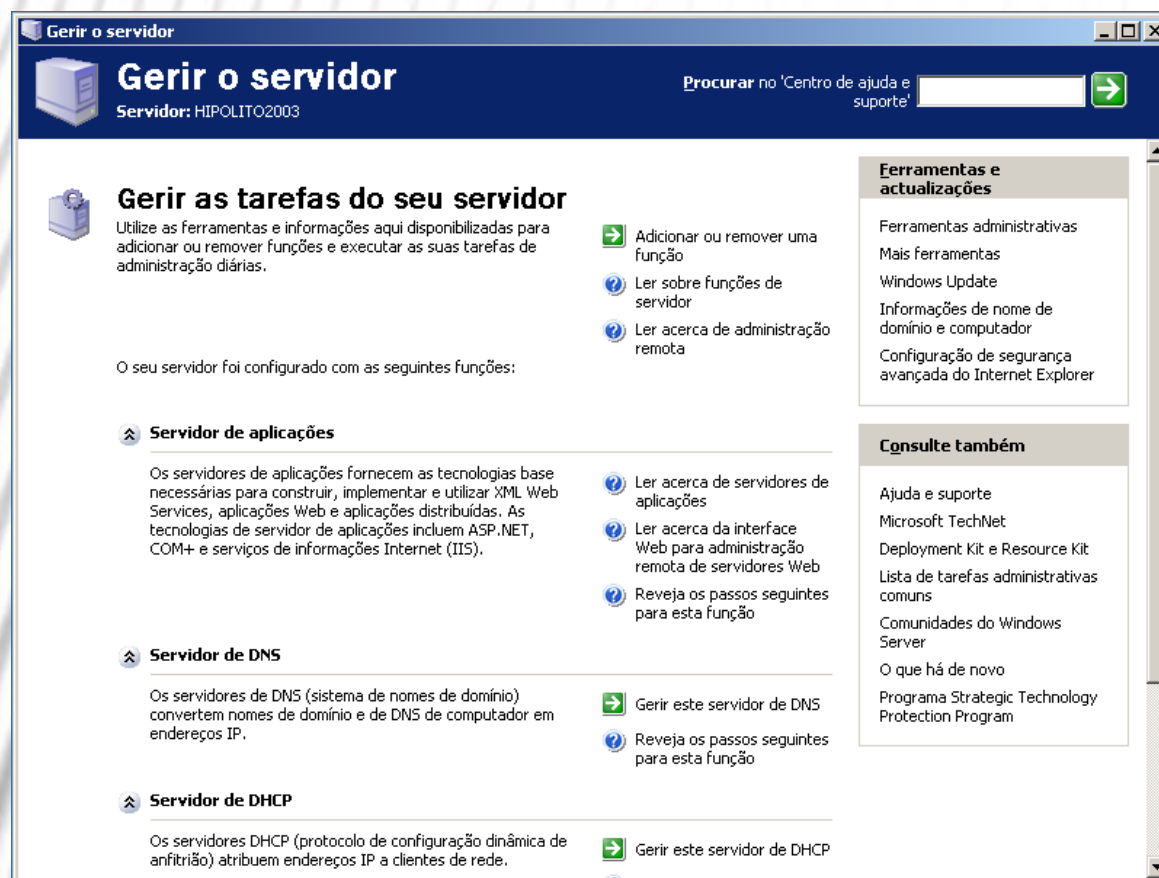 Gerir o servidor
Gerir o servidor
Servidor: HIPOLITO2003
Procurar no 'Centro de ajuda e
suporte'
Gerir as tarefas do seu servidor
Utilize as ferramentas e informações aqui disponibilizadas para
adicionar ou remover funções e executar as suas tarefas de
administração diárias.
Adicionar ou remover uma
função
Ler sobre funções de
servidor
Ler acerca de administração
remota
O seu servidor foi configurado com as seguintes funções:
Servidor de aplicações
Os servidores de aplicações fornecem as tecnologias base
necessárias para construir, implementar e utilizar XML Web
Services, aplicações Web e aplicações distribuídas. As
tecnologias de servidor de aplicações incluem ASP.NET,
COM+ e serviços de informações Internet (IIS).
Ler acerca de servidores de
aplicações
Ler acerca da interface
Web para administração
remota de servidores Web
Reveja os passos seguintes
para esta função
Servidor de DNS
Os servidores de DNS (sistema de nomes de domínio)
convertem nomes de domínio e de DNS de computador em
endereços IP.
Gerir este servidor de DNS
Reveja os passos seguintes
para esta função
Servidor de DHCP
Os servidores DHCP (protocolo de configuração dinâmica de
anfitrião) atribuem endereços IP a clientes de rede.
Gerir este servidor de DHCP
Ferramentas e
actualizações
Ferramentas administrativas
Mais ferramentas
Windows Update
Informações de nome de
domínio e computador
Configuração de segurança
avançada do Internet Explorer
Consulte também
Ajuda e suporte
Microsoft TechNet
Deployment Kit e Resource Kit
Lista de tarefas administrativas
comuns
Comunidades do Windows
Server
O que há de novo
Programa Strategic Technology
Protection Program